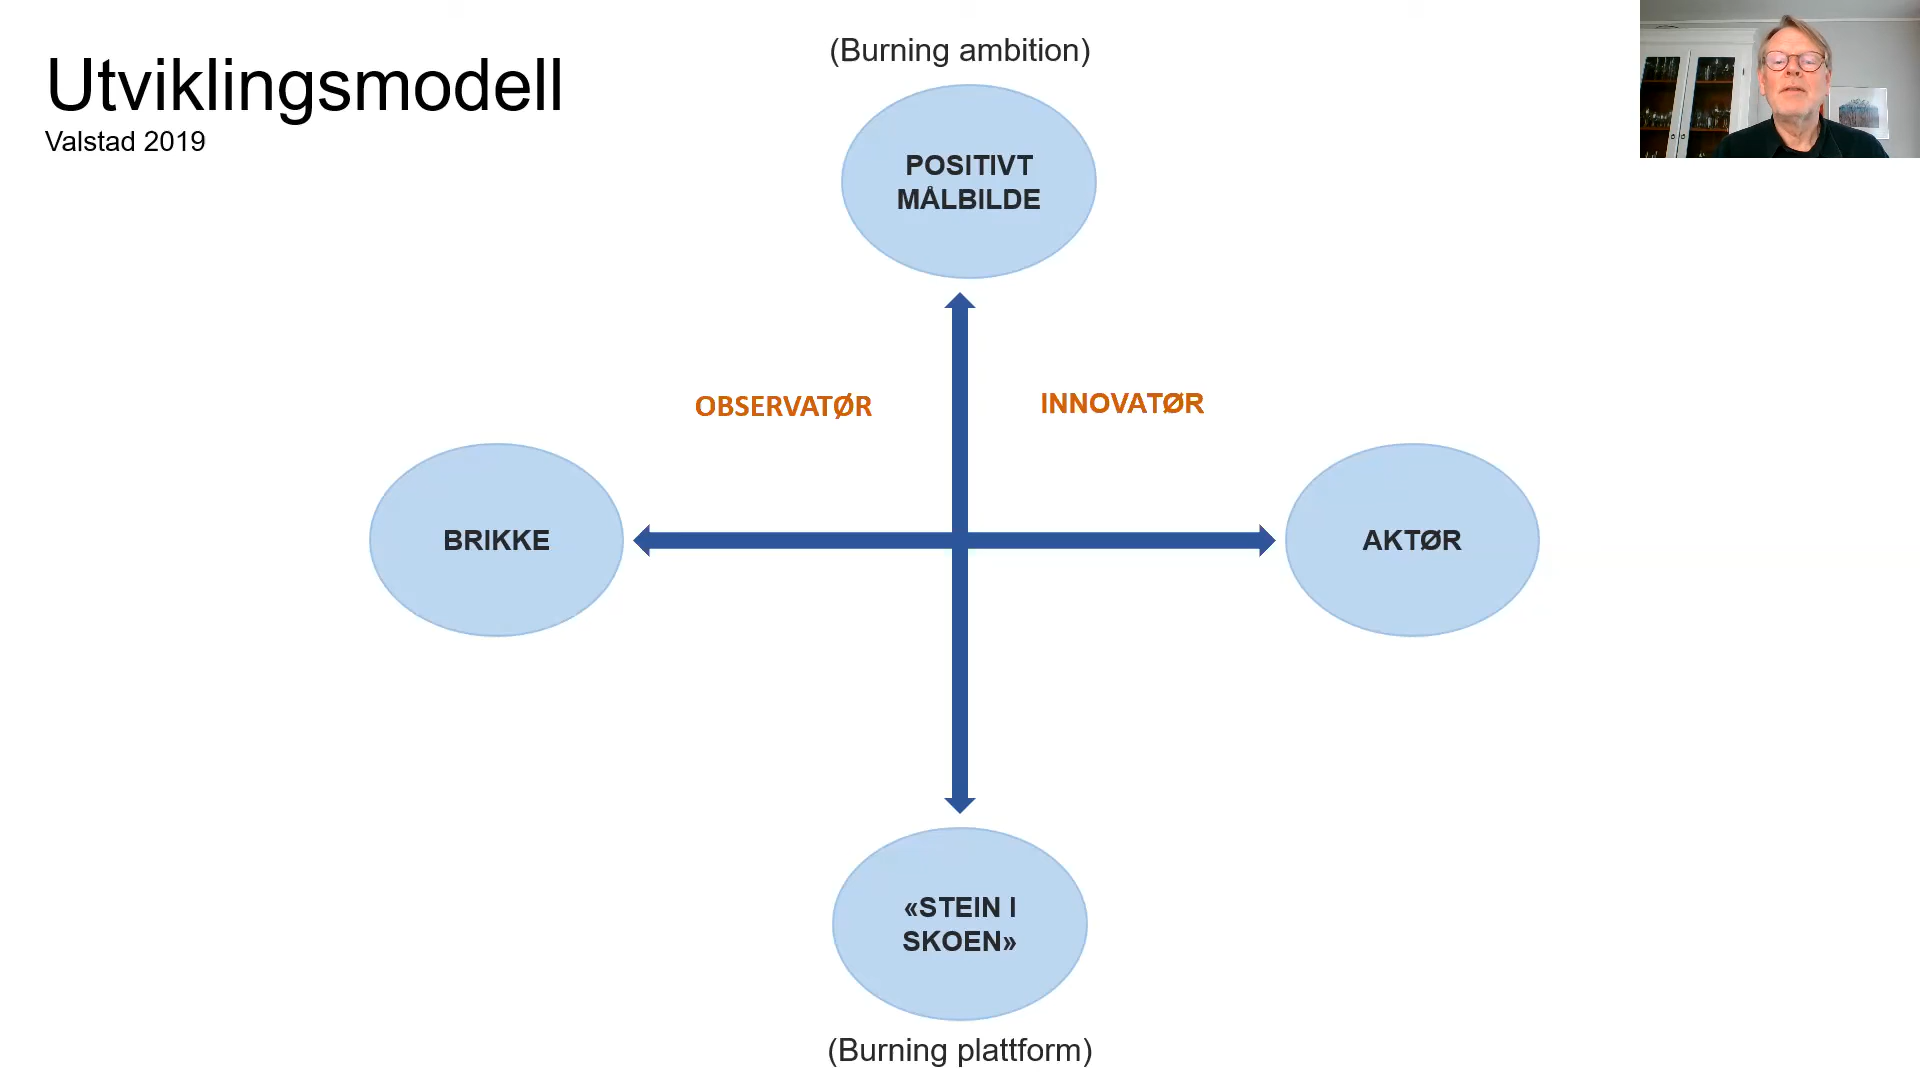 (Burning ambition)
Utviklingsmodell
Valstad 2019
POSITIVT
MÅLBILDE
OBSERVATØR
INNOVATØR
BRIKKE
AKTØR
«STEIN I
SKOEN»
(Burning plattform)